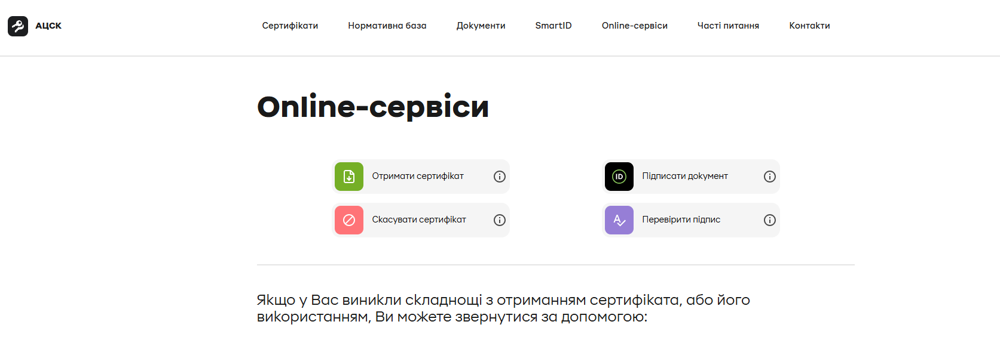 АЦСК
Сертифікати
Нормативна база
Документи
SmartID
Online-сервіси
Часті питання
Контакти
Online-сервіси
Отримати сертифікат
ID
Підписати документ
Скасувати сертифікат
A
Перевірити підпис
Якщо у Вас виникли складнощі з отриманням сертифіката, або його
використанням, Ви можете звернутися за допомогою: